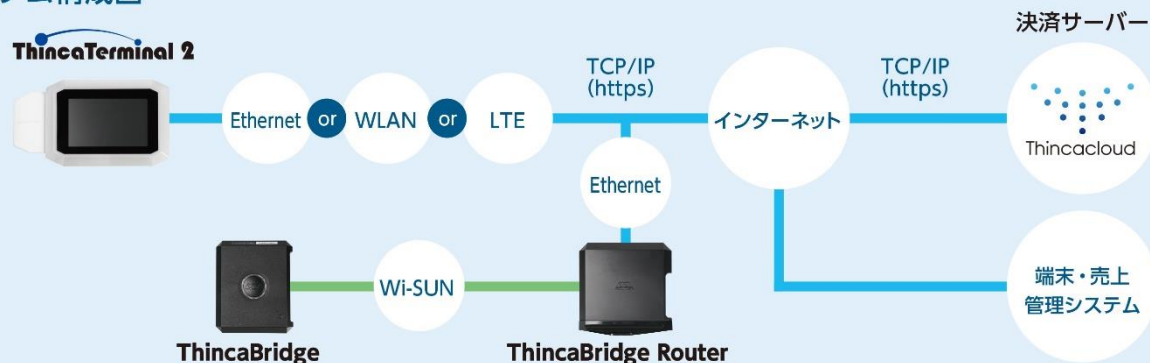 ThincaTerminal 2
決済サーバー
TCP/IP
(https)
TCP/IP
(https)
Ethernet or WLAN or LTE
インターネット
Thincacloud
Ethernet
Wi-SUN
端末・売上
管理システム
ThincaBridge
ThincaBridge Router